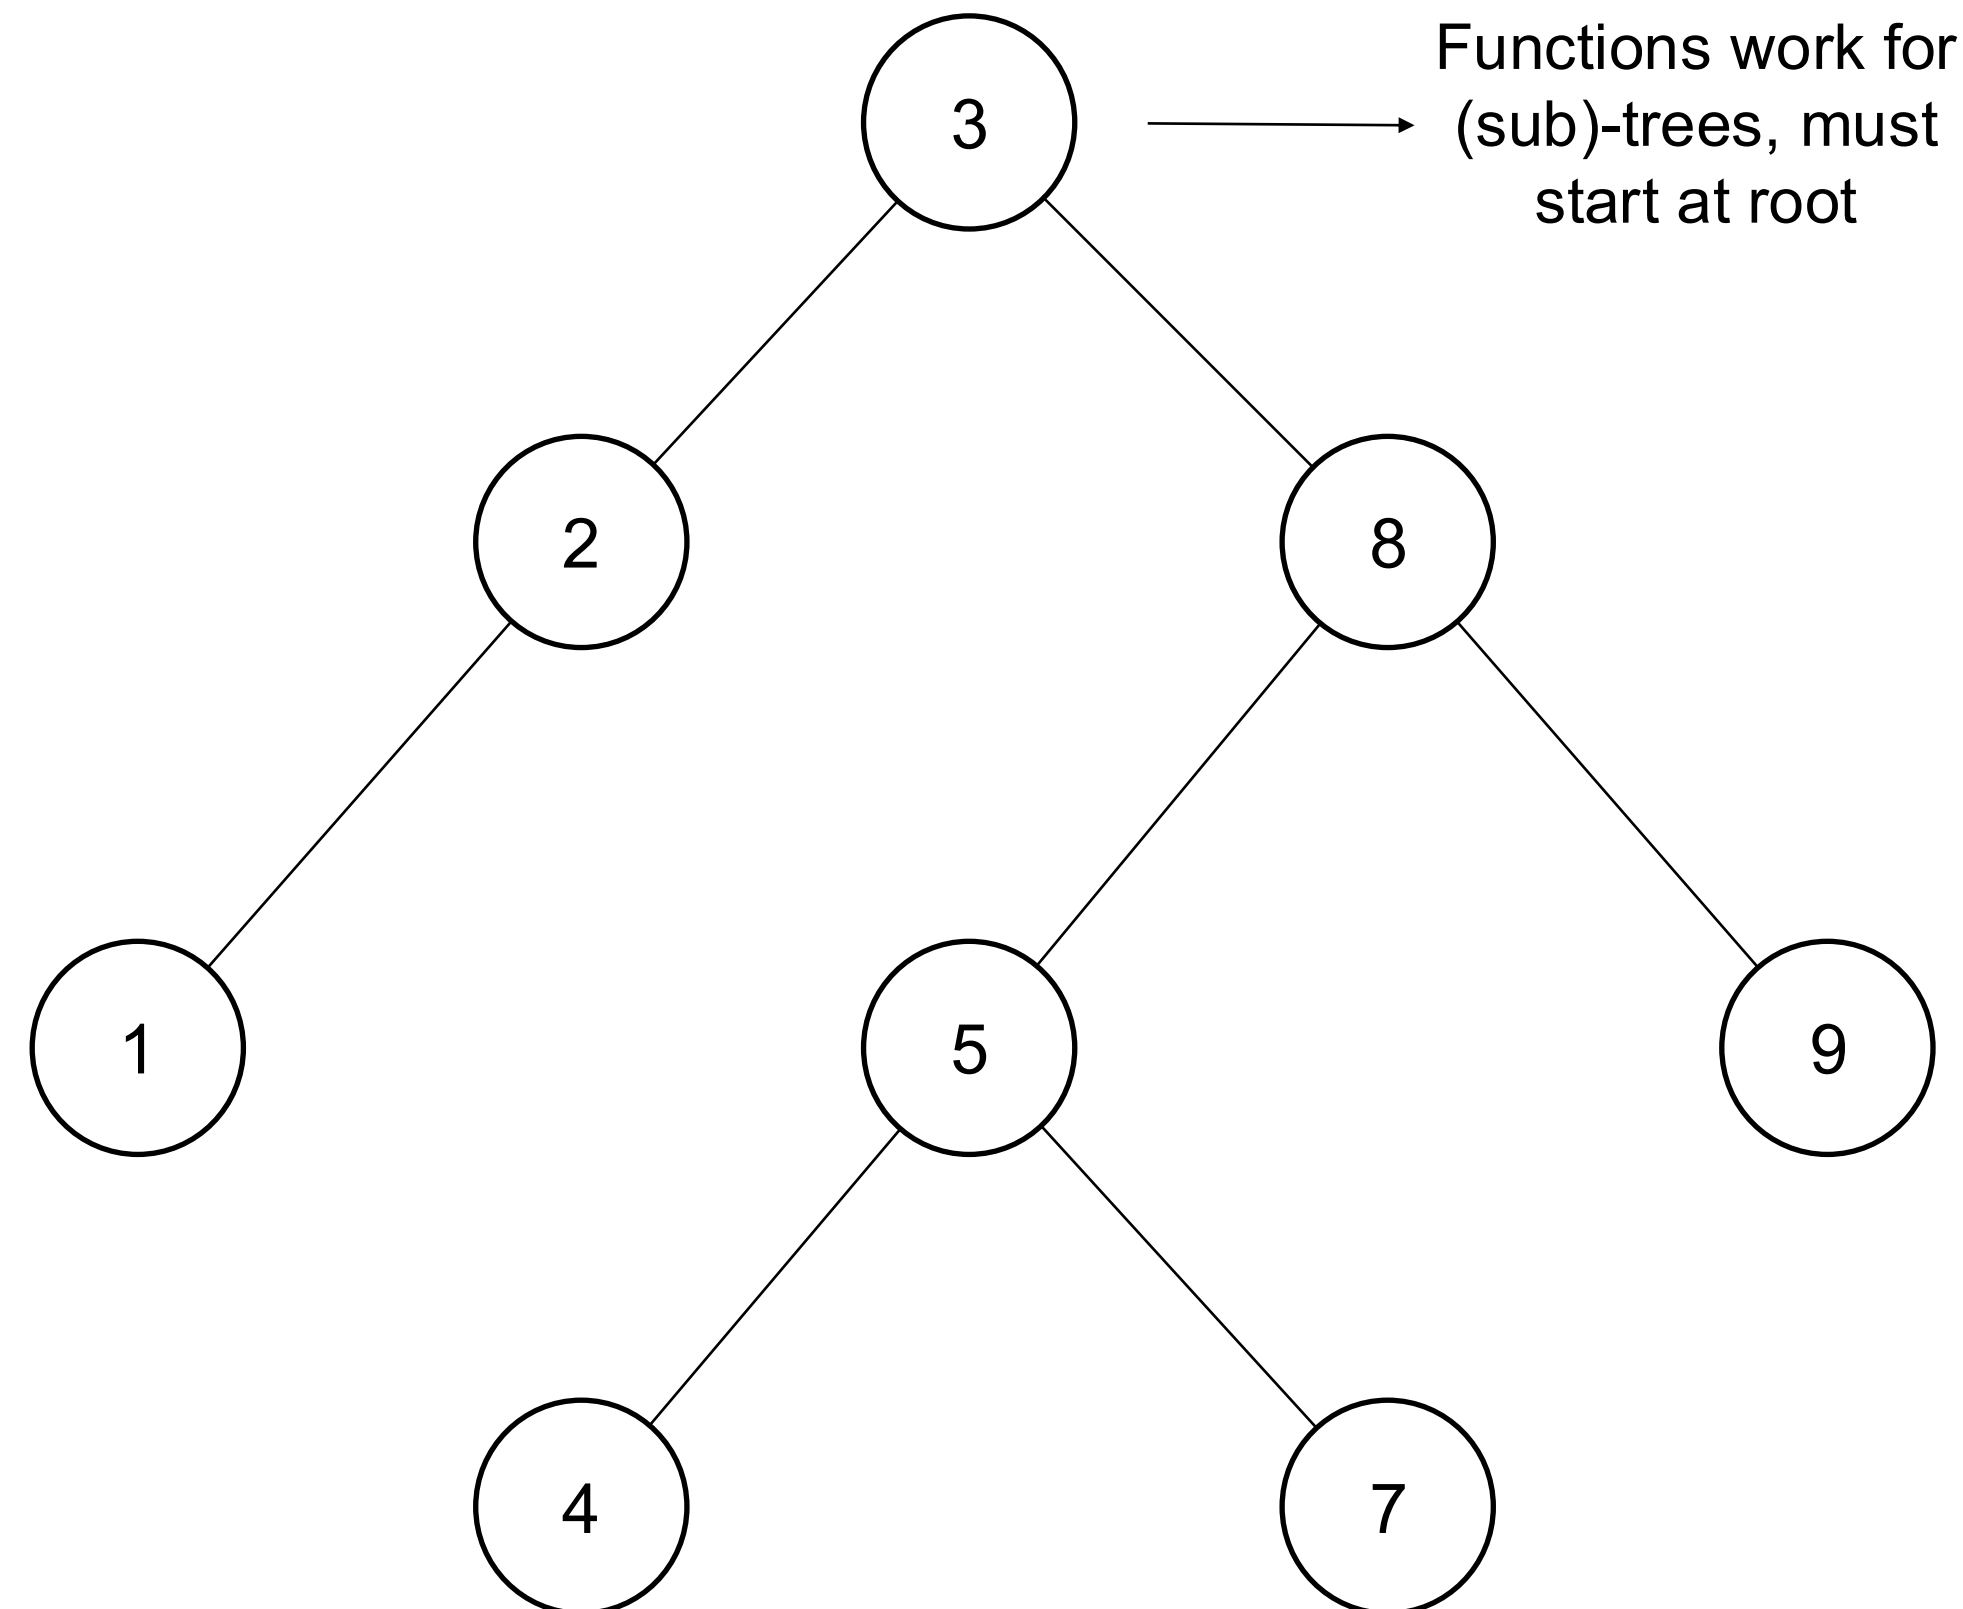 3
Functions work for
(sub)-trees, must
start at root
2
8
1
5
9
4
7